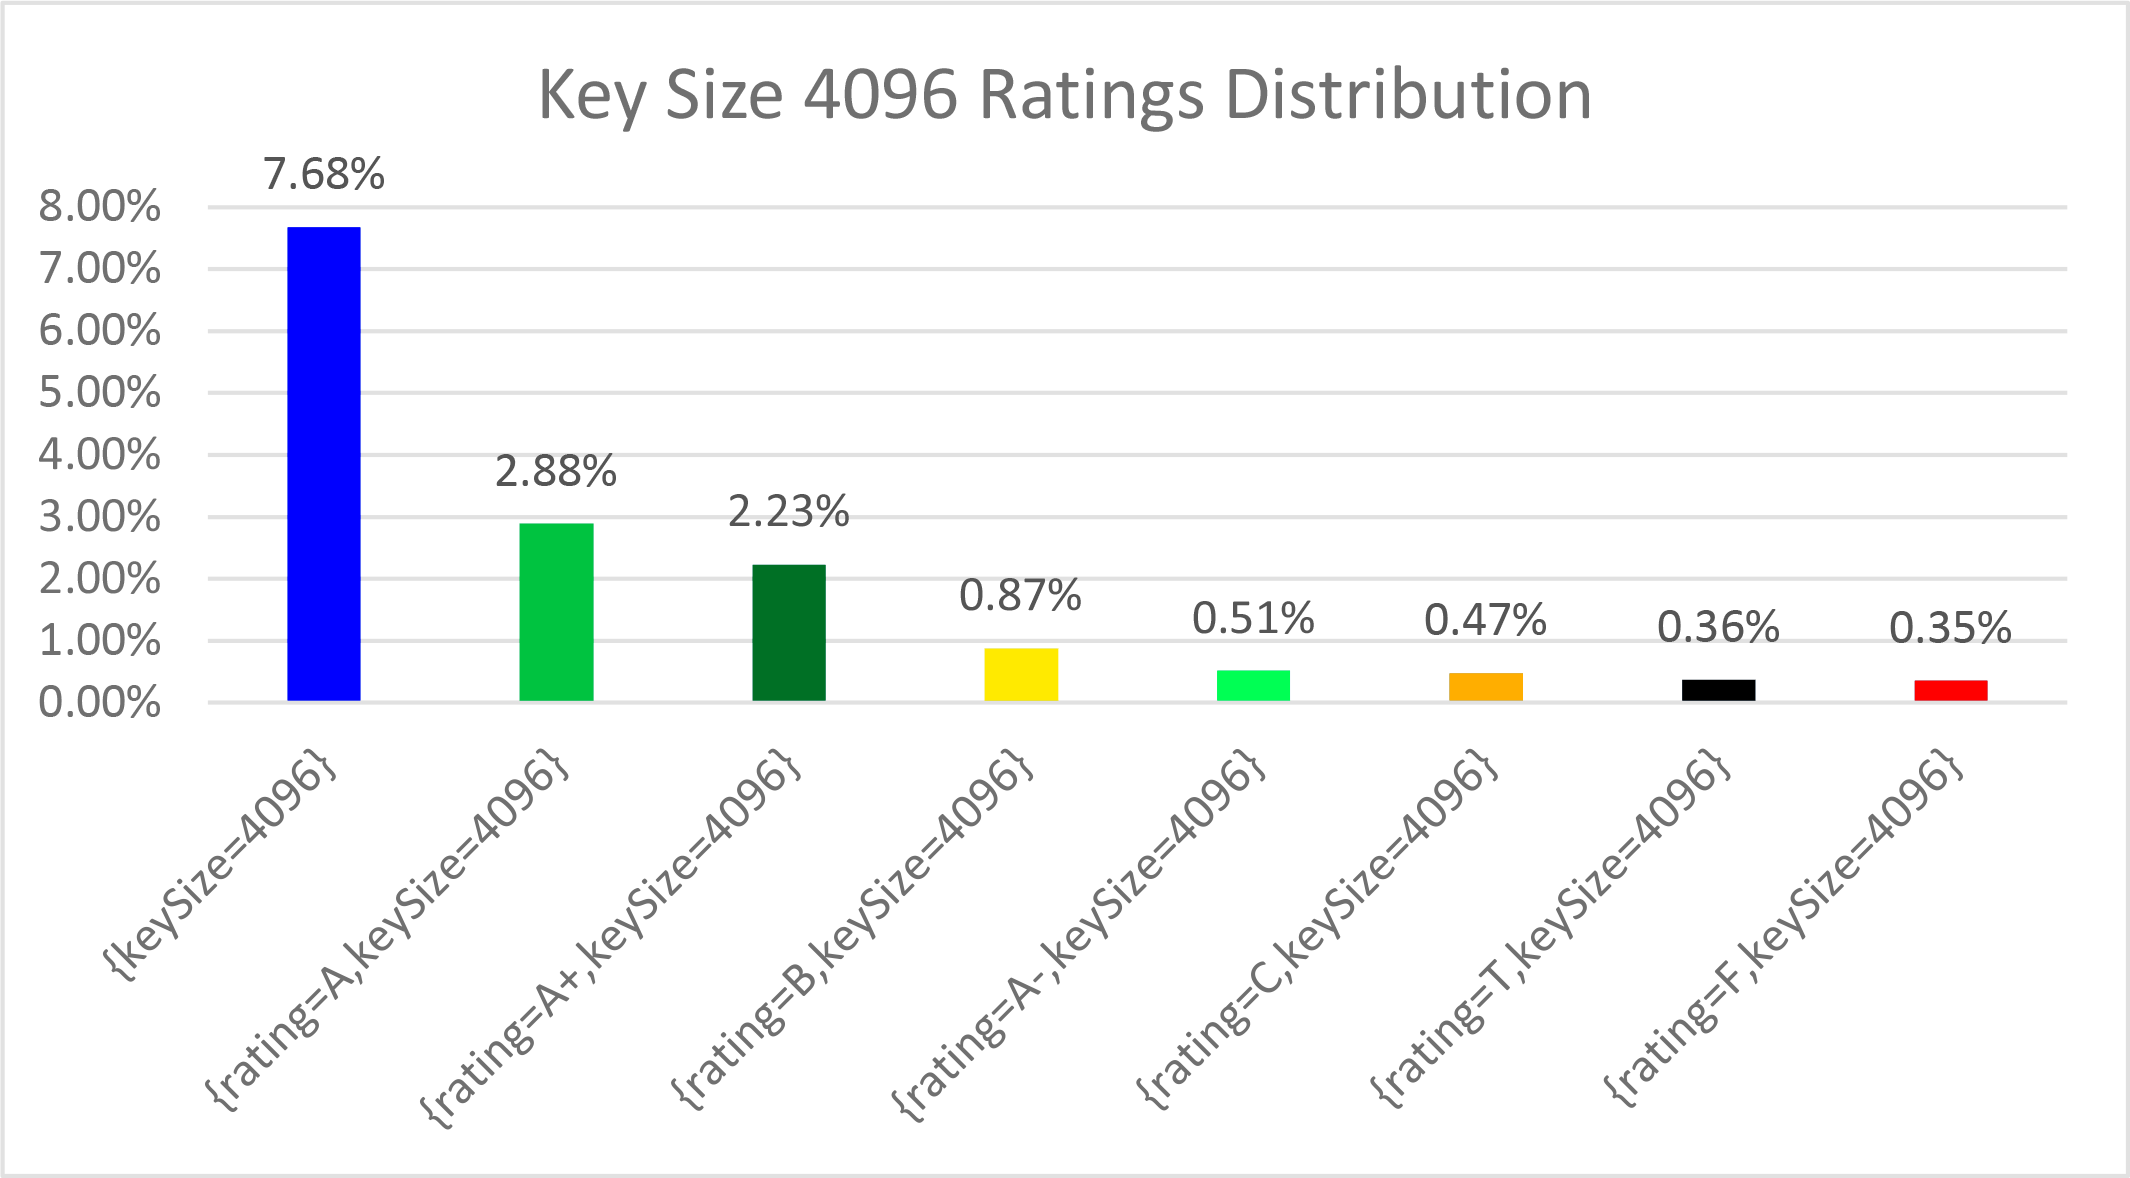 Key Size 4096 Ratings Distribution
7.68%
8.00%
7.00%
6.00%
5.00%
4.00%
3.00%
2.00%
1.00%
0.00%
2.88%
2.23%
0.87%
0.51%
0.47%
0.36%
0.35%
{keySize=4096}
{rating=A,keySize=4096}
{rating=A+,keySize=4096}
{rating=B,keySize=4096}
{rating=A-,keySize=4096}
{rating=C,keySize=4096}
{rating=T,keySize=4096}
{rating=F,keySize=4096}